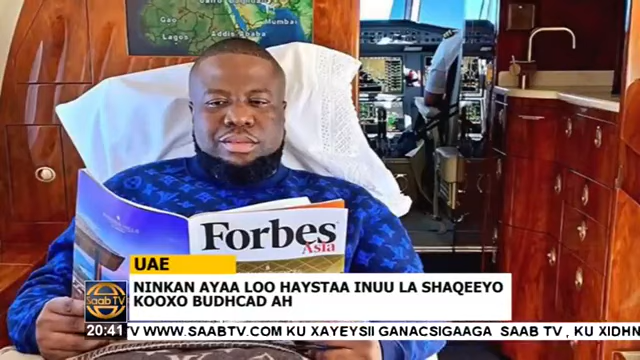 Gao
Lagos
Addis Ababa
Mumbai
Forbes
Asia
UAE
NINKAN AYAA LOO HAYSTAA INUU LA SHAQEEYO
KOOXO BUDHCAD AH
Saab TV
20:41 TV WWW.SAABTV.COM KU XAYEYSII GANACSIGAAGA SAAB TV , KU XIDHN